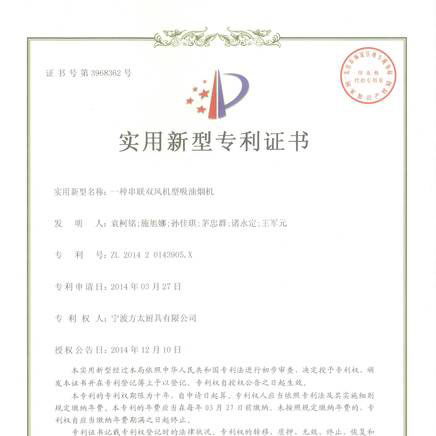 证书号第3968362号
实用新型专利证书
实用新型名称：一种串联双风机型吸油烟机
发 明 人：袁柯铭;施旭娜;孙佳琪;茅忠群;诸永定;王军元
专 利 号：ZL 2014 2 0143905.X
专利申请日：2014年03月27日
专 利 权 人：宁波方太厨具有限公司
授权公告日：2014年12月10日
本实用新型经过本局依照中华人民共和国专利法进行初步审查，决定授予专利权，颁
发本证书并在专利登记簿上予以登记。专利权自授权公告之日起生效。
本专利的专利权期限为十年，自申请日起算。专利权人应当依照专利法及其实施细则
规定缴纳年费。本专利的年费应当在每年03月27日前缴纳。未按照规定缴纳年费的，专利
权自应当缴纳年费期满之日起终止。
专利证书记载专利权登记时的法律状况。专利权的转移、质押、无效、终止、恢复和